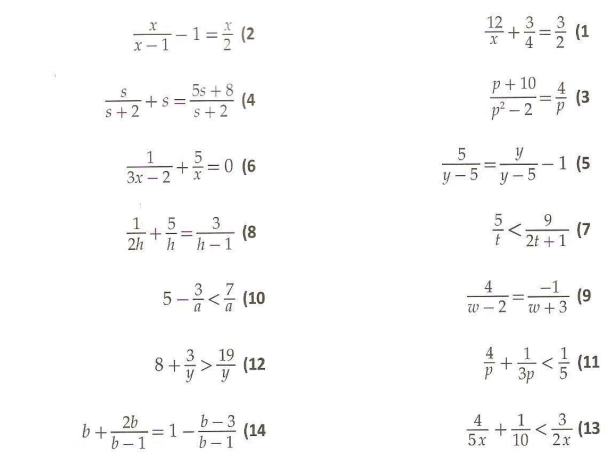 12/x + 3/4 = 3/2 (1
x/(x − 1) − 1 = x/2 (2
(p + 10)/(p² − 2) = 4/p (3
s/(s + 2) + s = (5s + 8)/(s + 2) (4
5/(y − 5) = y/(y − 5) − 1 (5
1/(3x − 2) + 5/x = 0 (6
5/t < 9/(2t + 1) (7
1/(2h) + 5/h = 3/(h − 1) (8
4/(w − 2) = −1/(w + 3) (9
5 − 3/a < 7/a (10
4/p + 1/(3p) < 1/5 (11
8 + 3/y > 19/y (12
4/(5x) + 1/10 < 3/(2x) (13
b + 2b/(b − 1) = 1 − (b − 3)/(b − 1) (14